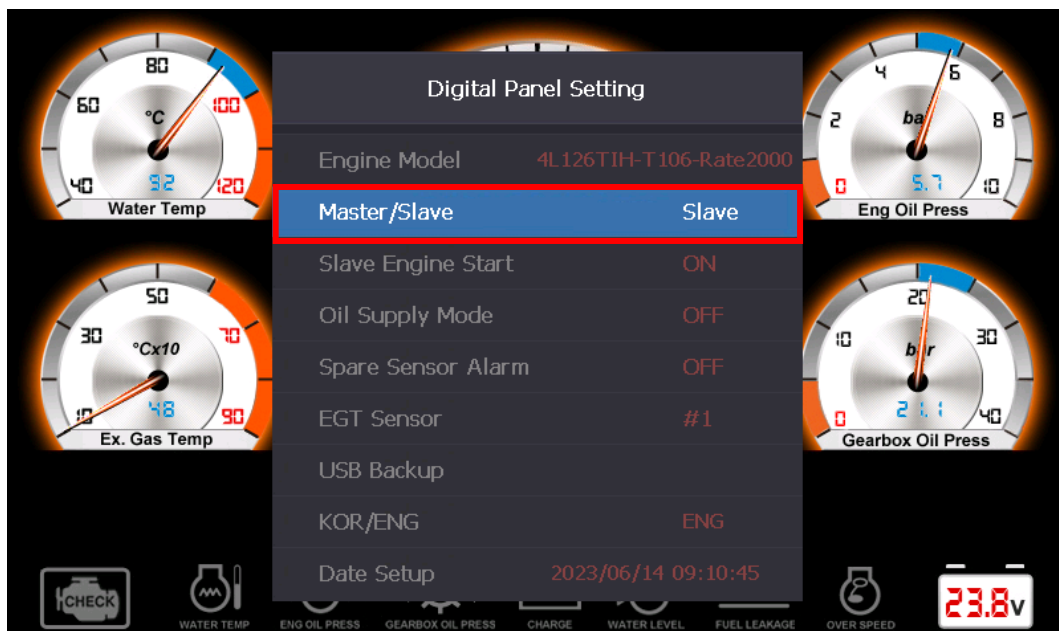 Digital Panel Setting
Engine Model 4L126TIH-T106-Rate2000
Master/Slave Slave
Slave Engine Start ON
Oil Supply Mode OFF
Spare Sensor Alarm OFF
EGT Sensor #1
USB Backup
KOR/ENG ENG
Date Setup 2023/06/14 09:10:45
40 60 80 100 120
°C
92
Water Temp
0 2 4 6 8 10
5.7
Eng Oil Press
10 30 50 70 90
°Cx10
48
Ex. Gas Temp
0 10 20 30 40
21.1
Gearbox Oil Press
CHECK
WATER TEMP
ENG OIL PRESS
GEARBOX OIL PRESS
CHARGE
WATER LEVEL
FUEL LEAKAGE
OVER SPEED
23.8v